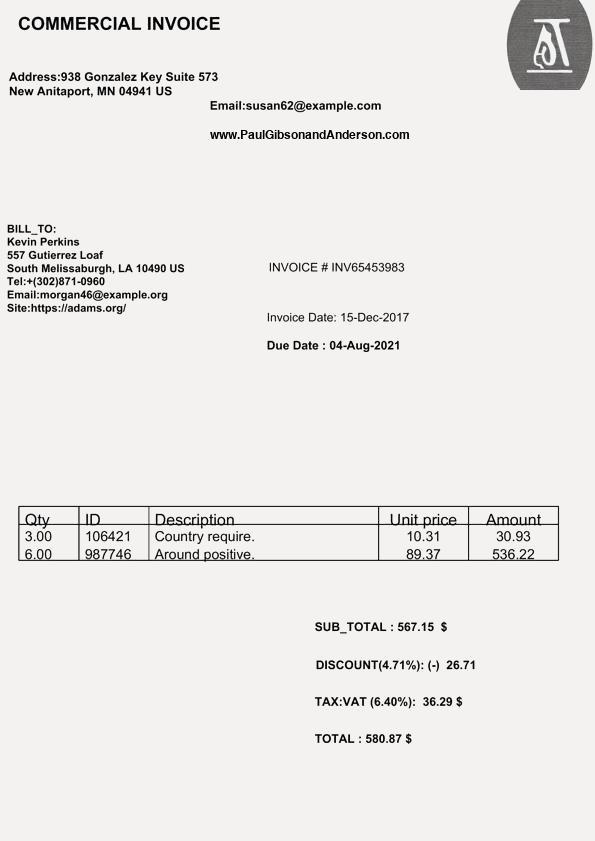 COMMERCIAL INVOICE
Address:938 Gonzalez Key Suite 573
New Anitaport, MN 04941 US
Email:susan62@example.com
www.PaulGibsonandAnderson.com
BILL_TO:
Kevin Perkins
557 Gutierrez Loaf
South Melissaburgh, LA 10490 US
Tel:+(302)871-0960
Email:morgan46@example.org
Site:https://adams.org/
INVOICE # INV65453983
Invoice Date: 15-Dec-2017
Due Date : 04-Aug-2021
Qty ID Description Unit price Amount
3.00 106421 Country require. 10.31 30.93
6.00 987746 Around positive. 89.37 536.22
SUB_TOTAL : 567.15 $
DISCOUNT(4.71%): (-) 26.71
TAX:VAT (6.40%): 36.29 $
TOTAL : 580.87 $